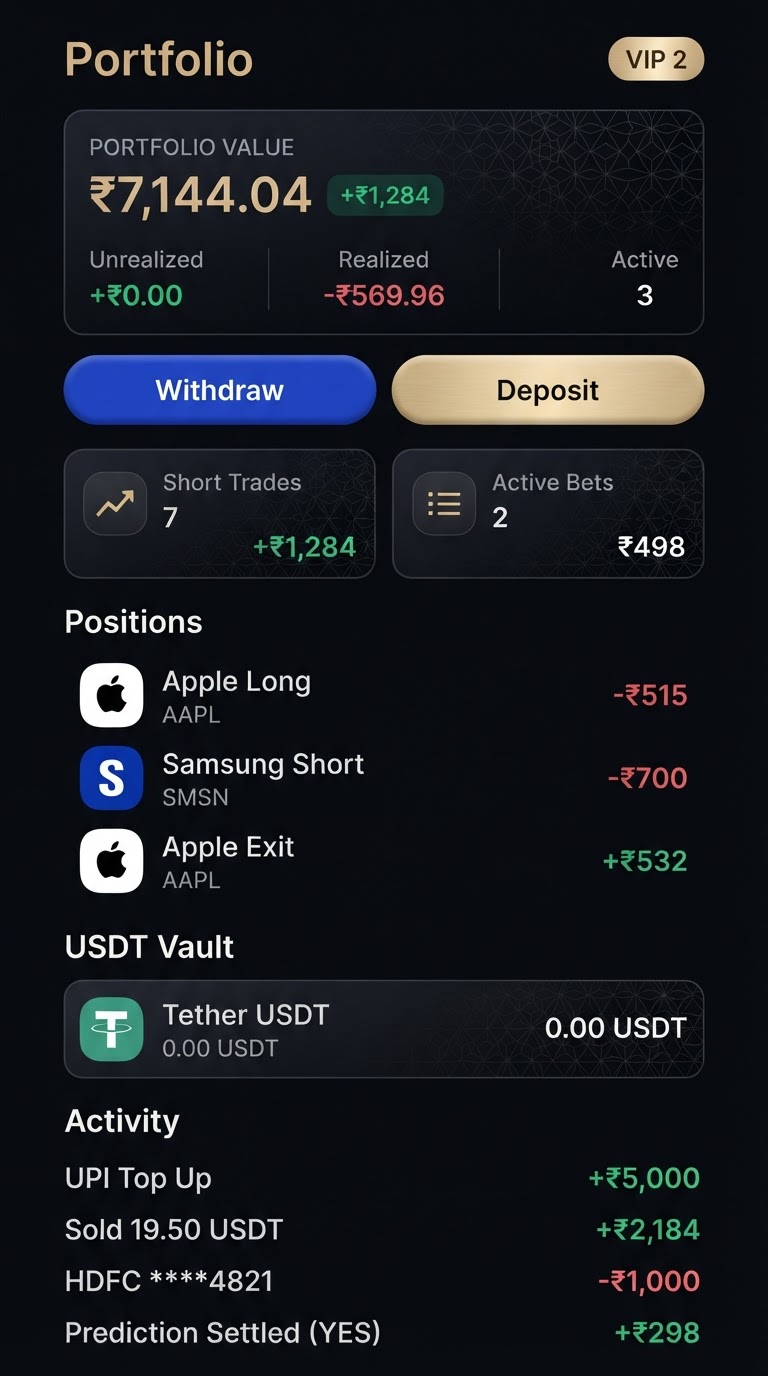 Portfolio
VIP 2
PORTFOLIO VALUE
₹7,144.04 +₹1,284
Unrealized Realized Active
+₹0.00 -₹569.96 3
Withdraw Deposit
Short Trades
7
+₹1,284
Active Bets
2
₹498
Positions
Apple Long
AAPL
-₹515
S
Samsung Short
SMSN
-₹700
Apple Exit
AAPL
+₹532
USDT Vault
Tether USDT
0.00 USDT
0.00 USDT
Activity
UPI Top Up +₹5,000
Sold 19.50 USDT +₹2,184
HDFC ****4821 -₹1,000
Prediction Settled (YES) +₹298